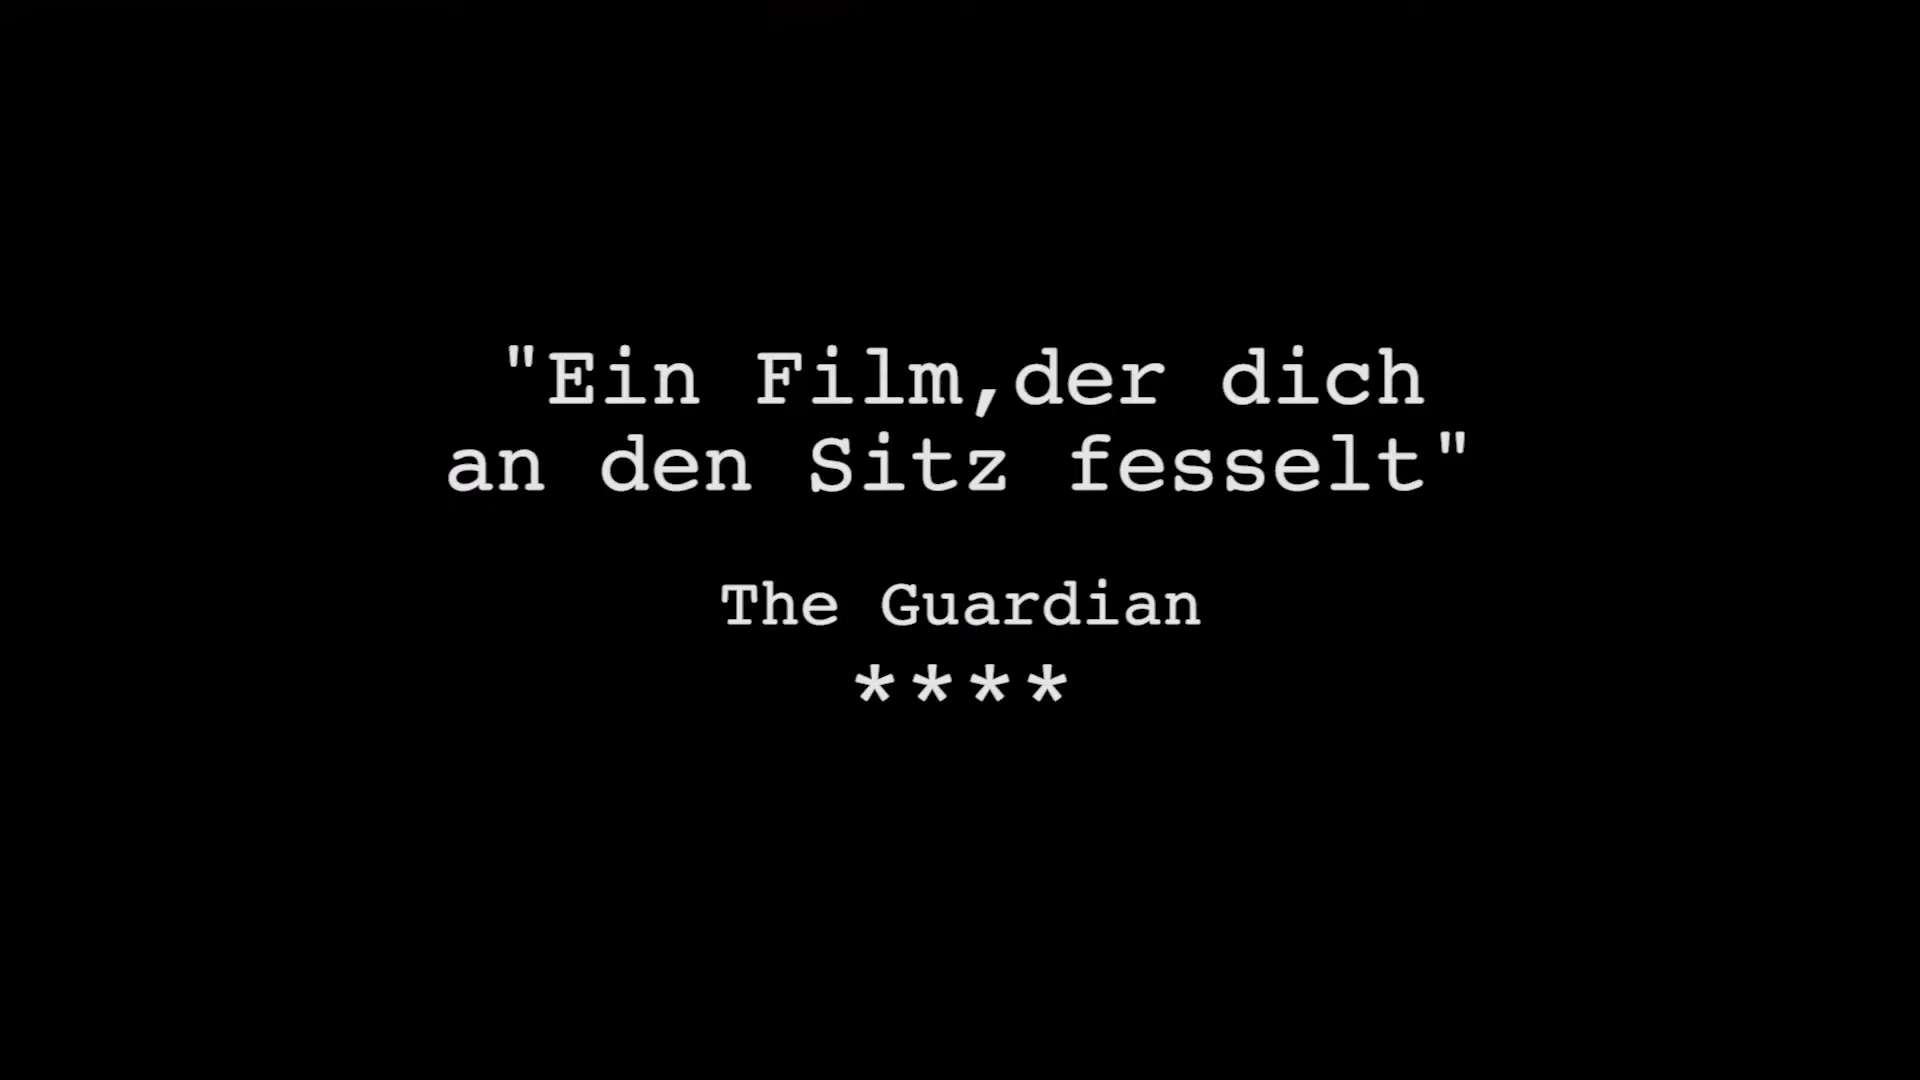 "Ein Film,der dich
an den Sitz fesselt"
The Guardian
****